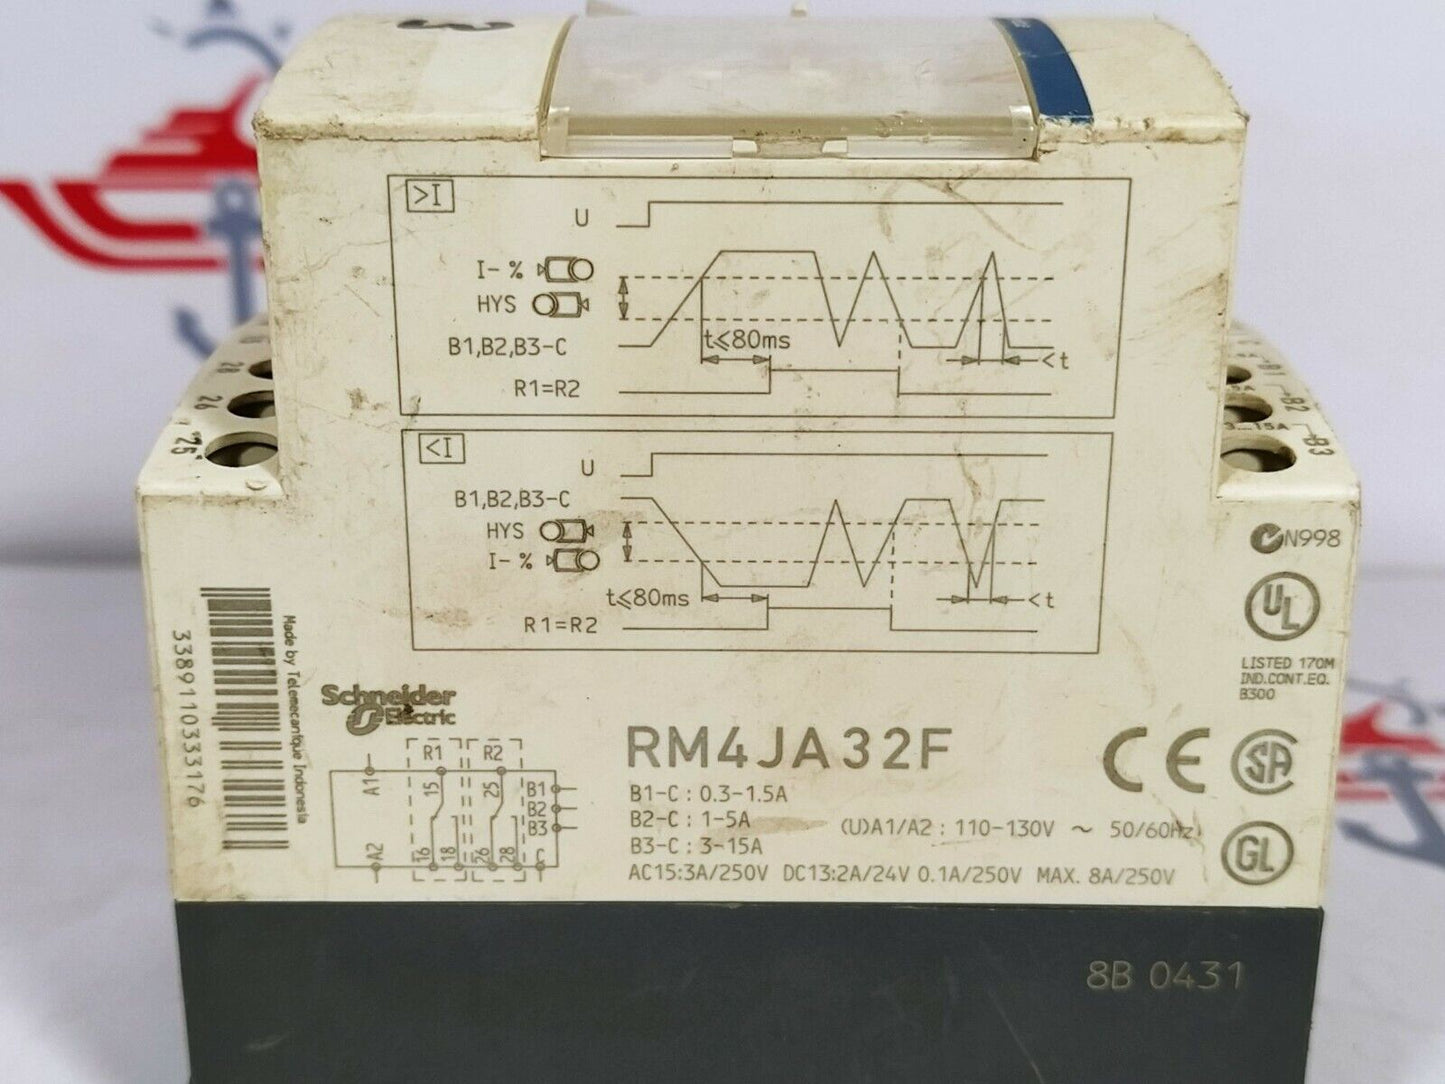 >I
U
I- %
HYS
B1,B2,B3-C
t⩽80ms
<t
R1=R2
<I
U
B1,B2,B3-C
HYS
I- %
t⩽80ms
<t
R1=R2
28
26
25
B2
3-15A
B3
N998
UL
LISTED 170M
IND.CONT.EQ.
B300
Made by Telemecanique Indonesia
3389110333176
Schneider
Electric
RM4JA32F
CE
SA
GL
B1-C : 0.3-1.5A
B2-C : 1-5A
B3-C : 3-15A
(U)A1/A2 : 110-130V ~ 50/60Hz
AC15:3A/250V DC13:2A/24V 0.1A/250V MAX. 8A/250V
R1 R2
A1 15 25 B1
B2
B3
A2 16 18 26 28 C
8B 0431